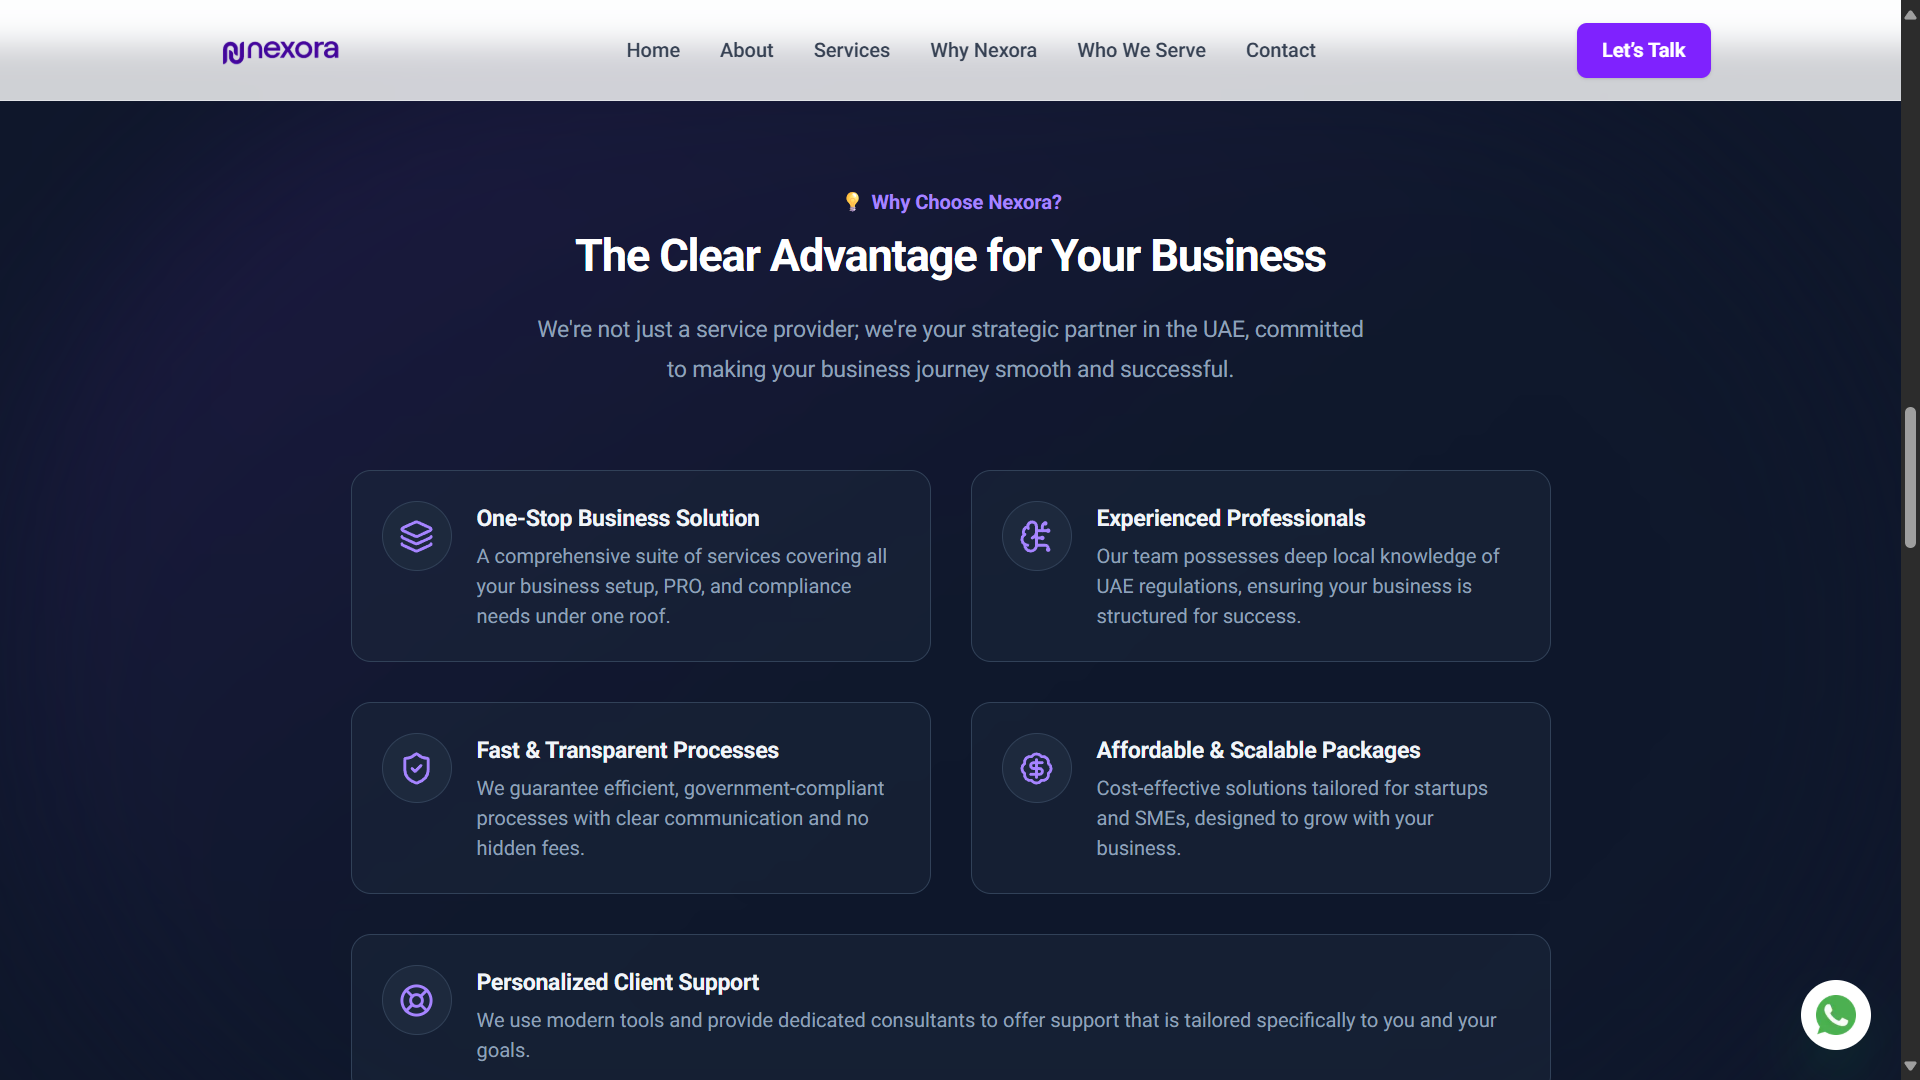 nexora
Home
About
Services
Why Nexora
Who We Serve
Contact
Let's Talk
Why Choose Nexora?
The Clear Advantage for Your Business
We're not just a service provider; we're your strategic partner in the UAE, committed
to making your business journey smooth and successful.
One-Stop Business Solution
A comprehensive suite of services covering all
your business setup, PRO, and compliance
needs under one roof.
Experienced Professionals
Our team possesses deep local knowledge of
UAE regulations, ensuring your business is
structured for success.
Fast & Transparent Processes
We guarantee efficient, government-compliant
processes with clear communication and no
hidden fees.
Affordable & Scalable Packages
Cost-effective solutions tailored for startups
and SMEs, designed to grow with your
business.
Personalized Client Support
We use modern tools and provide dedicated consultants to offer support that is tailored specifically to you and your
goals.